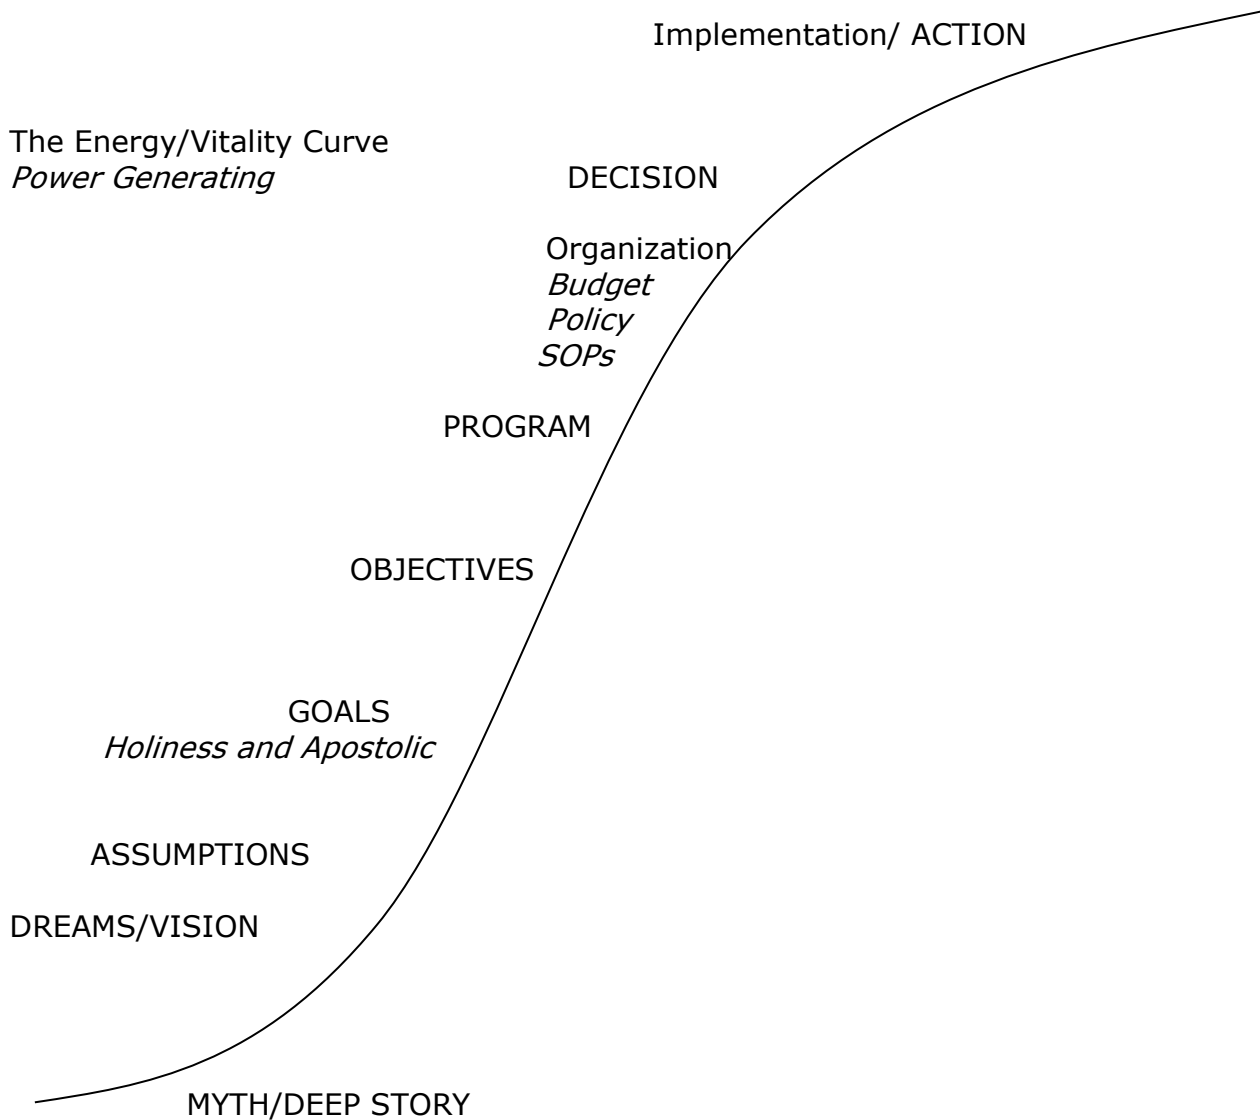 Implementation/ ACTION
The Energy/Vitality Curve
Power Generating
DECISION
Organization
Budget
Policy
SOPs
PROGRAM
OBJECTIVES
GOALS
Holiness and Apostolic
ASSUMPTIONS
DREAMS/VISION
MYTH/DEEP STORY